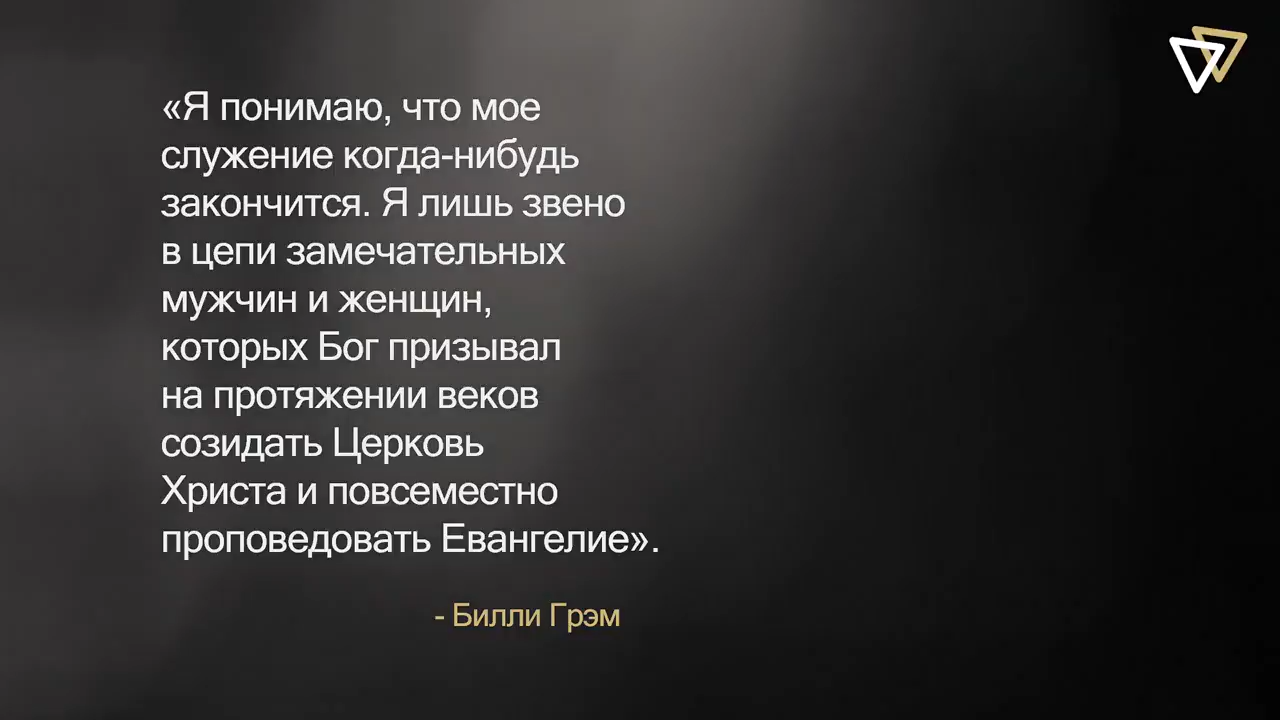 «Я понимаю, что мое
служение когда-нибудь
закончится. Я лишь звено
в цепи замечательных
мужчин и женщин,
которых Бог призывал
на протяжении веков
созидать Церковь
Христа и повсеместно
проповедовать Евангелие».
- Билли Грэм